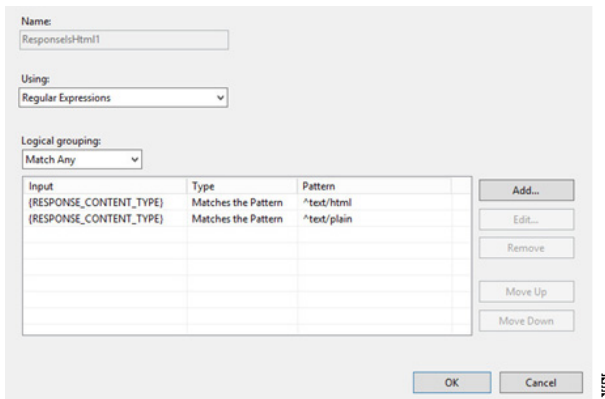 Name:
ResponseIsHtml1
Using:
Regular Expressions
Logical grouping:
Match Any
Input Type Pattern
{RESPONSE_CONTENT_TYPE} Matches the Pattern ^text/html
{RESPONSE_CONTENT_TYPE} Matches the Pattern ^text/plain
Add...
Edit...
Remove
Move Up
Move Down
OK Cancel